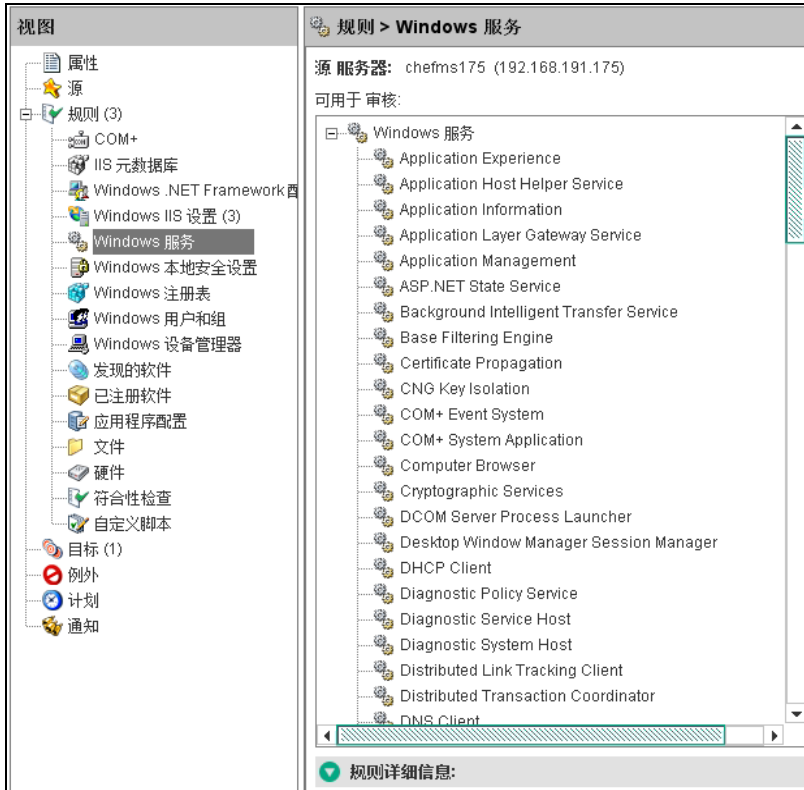 视图
属性
源
规则 (3)
COM+
IIS 元数据库
Windows .NET Framework 配
Windows IIS 设置 (3)
Windows 服务
Windows 本地安全设置
Windows 注册表
Windows 用户和组
Windows 设备管理器
发现的软件
已注册软件
应用程序配置
文件
硬件
符合性检查
自定义脚本
目标 (1)
例外
计划
通知
规则 > Windows 服务
源 服务器: chefms175 (192.168.191.175)
可用于 审核:
Windows 服务
Application Experience
Application Host Helper Service
Application Information
Application Layer Gateway Service
Application Management
ASP.NET State Service
Background Intelligent Transfer Service
Base Filtering Engine
Certificate Propagation
CNG Key Isolation
COM+ Event System
COM+ System Application
Computer Browser
Cryptographic Services
DCOM Server Process Launcher
Desktop Window Manager Session Manager
DHCP Client
Diagnostic Policy Service
Diagnostic Service Host
Diagnostic System Host
Distributed Link Tracking Client
Distributed Transaction Coordinator
DNS Client
规则详细信息: